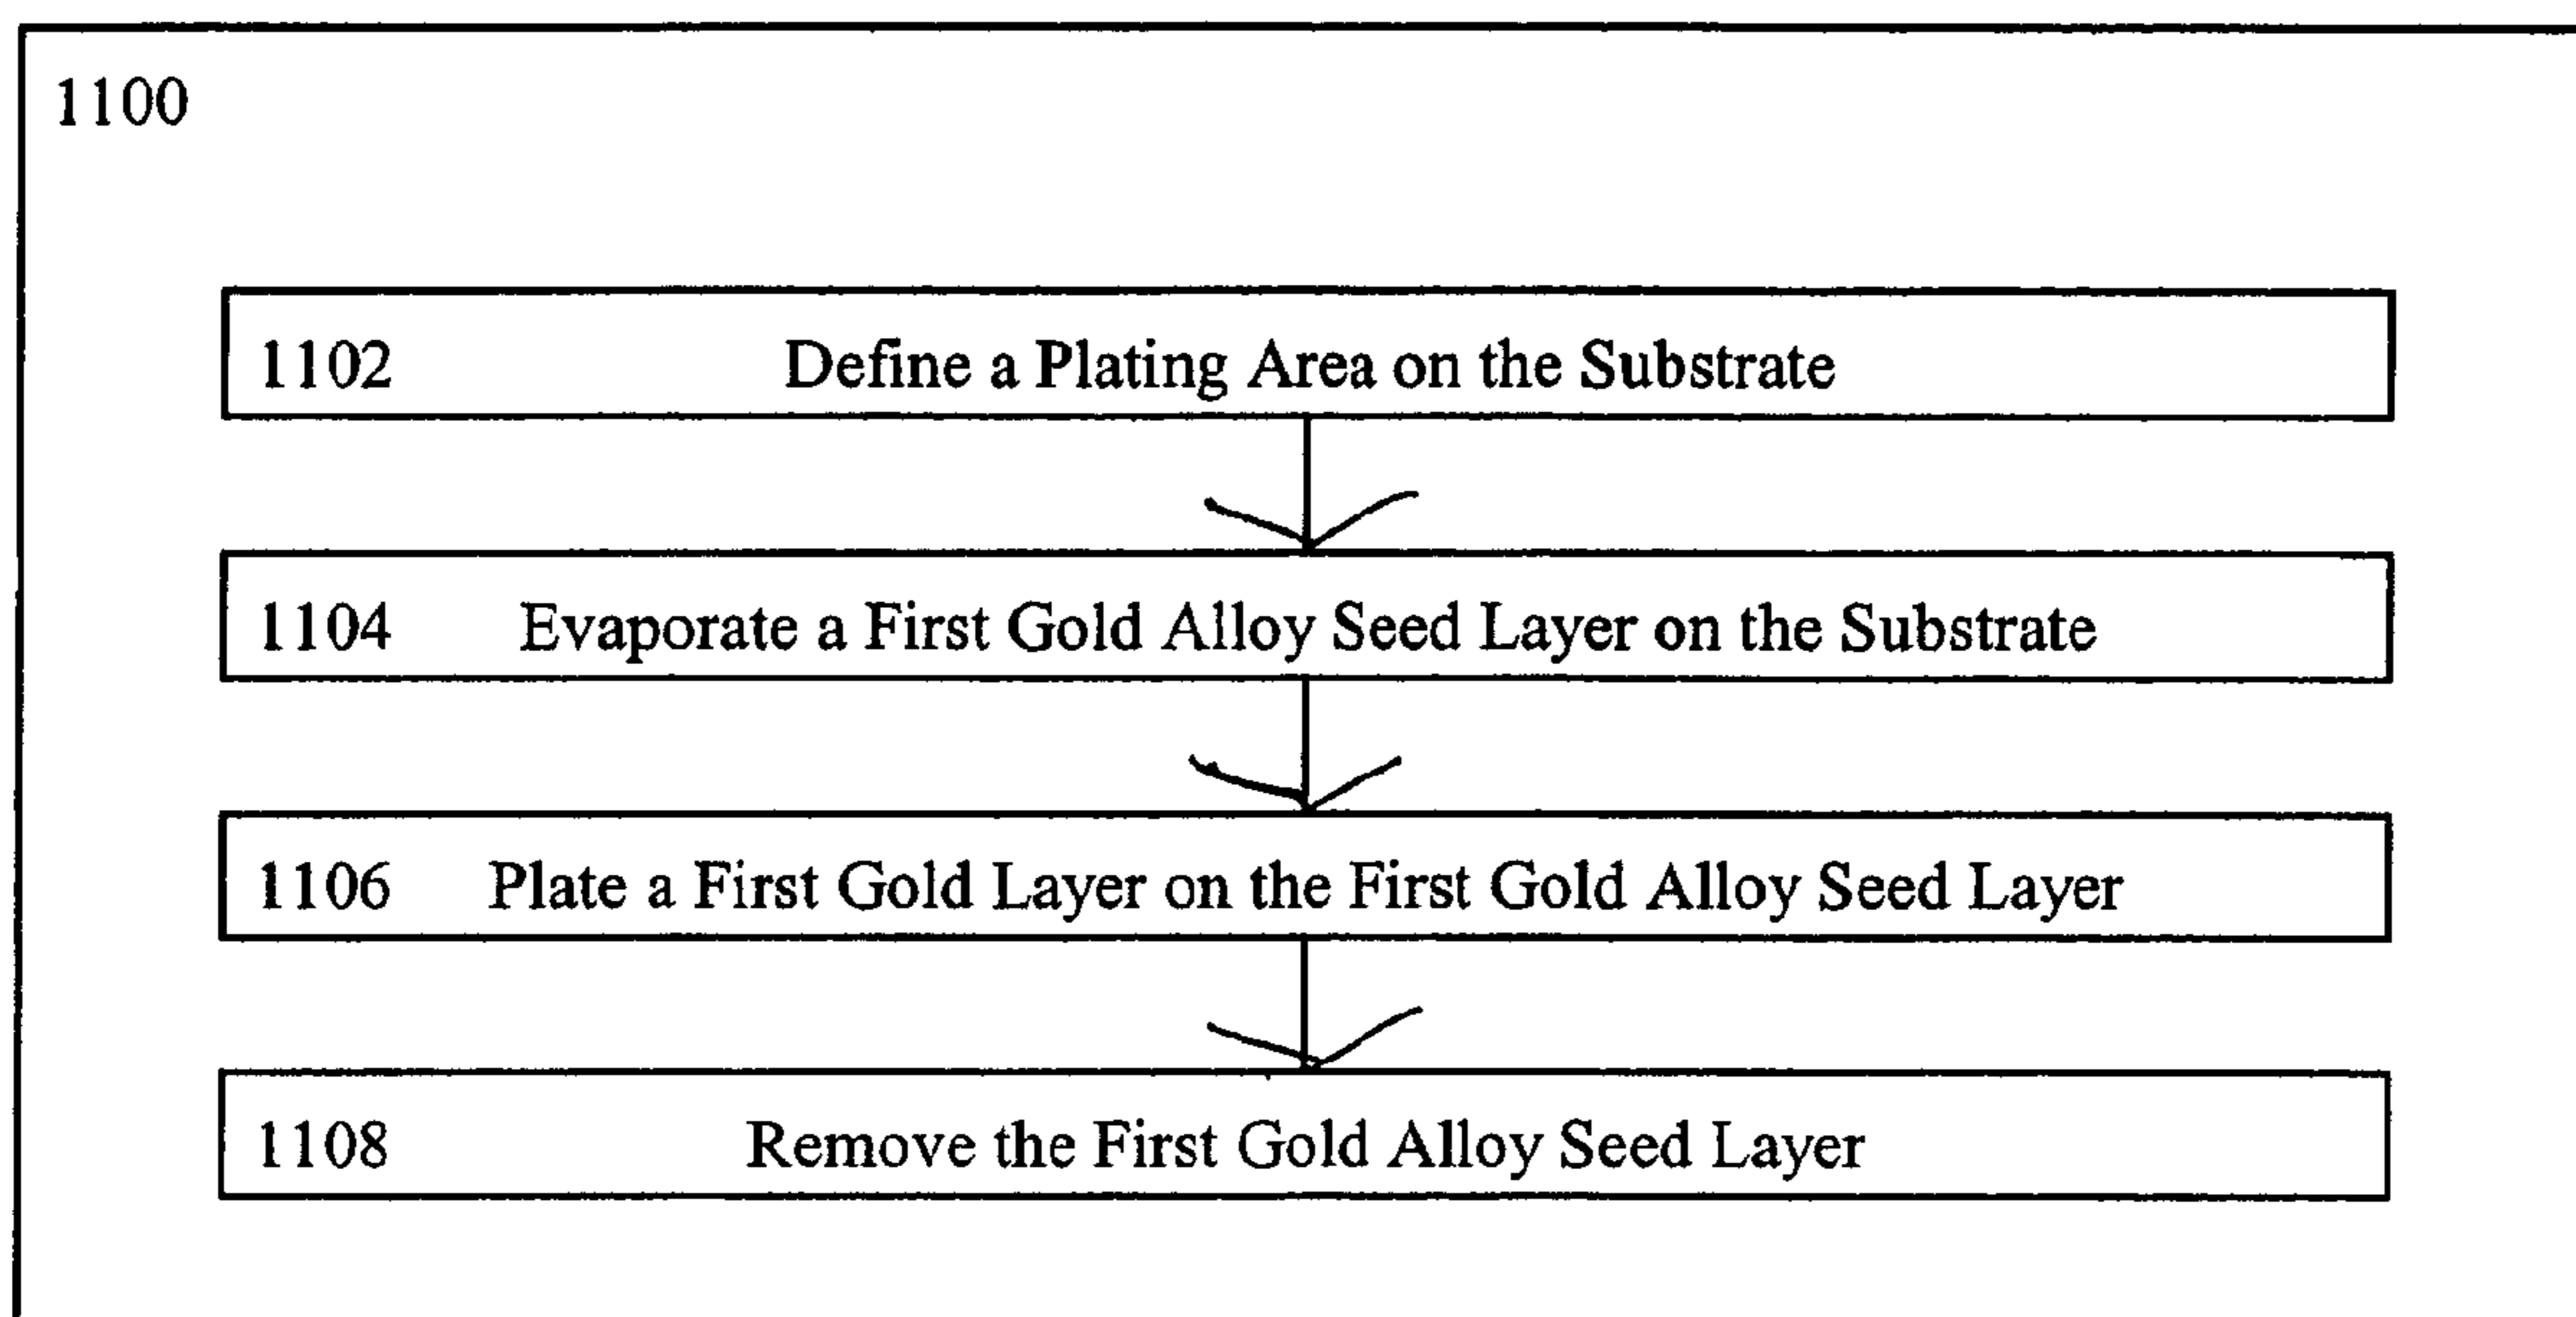 1100
1102 Define a Plating Area on the Substrate
1104 Evaporate a First Gold Alloy Seed Layer on the Substrate
1106 Plate a First Gold Layer on the First Gold Alloy Seed Layer
1108 Remove the First Gold Alloy Seed Layer